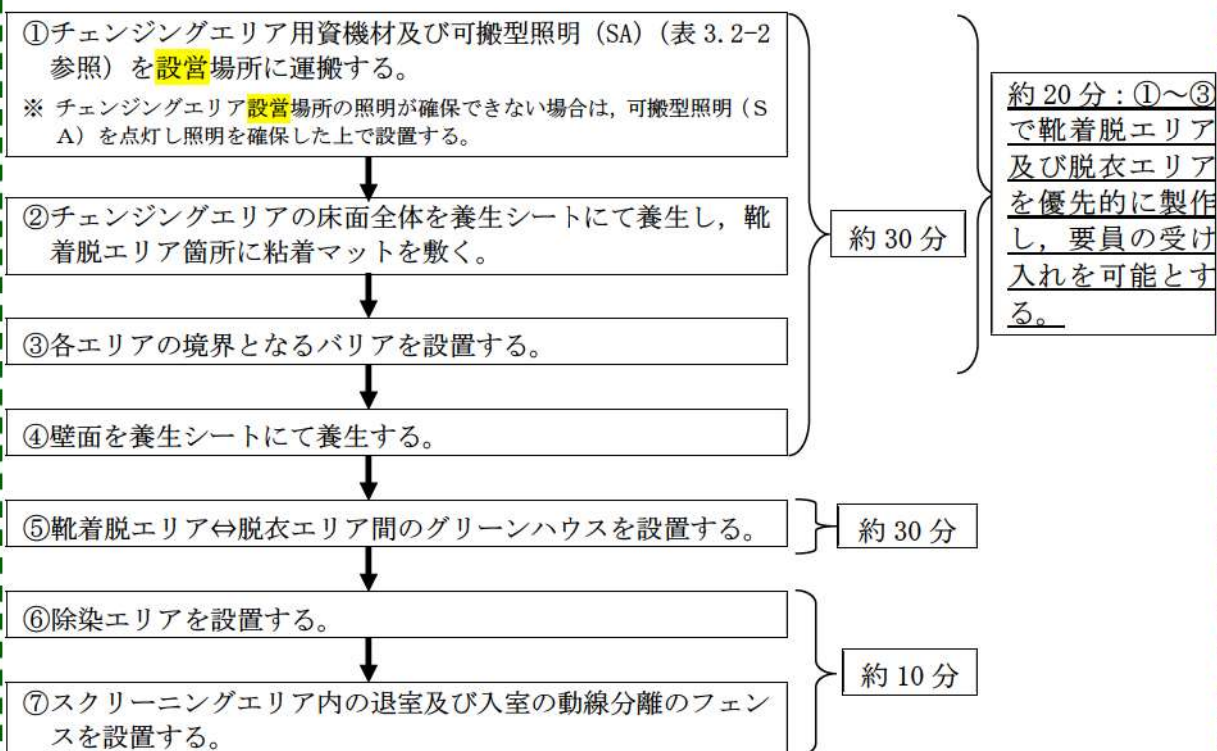 ①チェンジングエリア用資機材及び可搬型照明（SA）（表 3.2-2
参照）を設営場所に運搬する。
※ チェンジングエリア設営場所の照明が確保できない場合は，可搬型照明（S
A）を点灯し照明を確保した上で設置する。
②チェンジングエリアの床面全体を養生シートにて養生し，靴
着脱エリア箇所に粘着マットを敷く。
③各エリアの境界となるバリアを設置する。
④壁面を養生シートにて養生する。
約 30 分
約 20 分：①～③
で靴着脱エリア
及び脱衣エリア
を優先的に製作
し，要員の受け
入れを可能とす
る。
⑤靴着脱エリア⇔脱衣エリア間のグリーンハウスを設置する。
約 30 分
⑥除染エリアを設置する。
⑦スクリーニングエリア内の退室及び入室の動線分離のフェン
スを設置する。
約 10 分